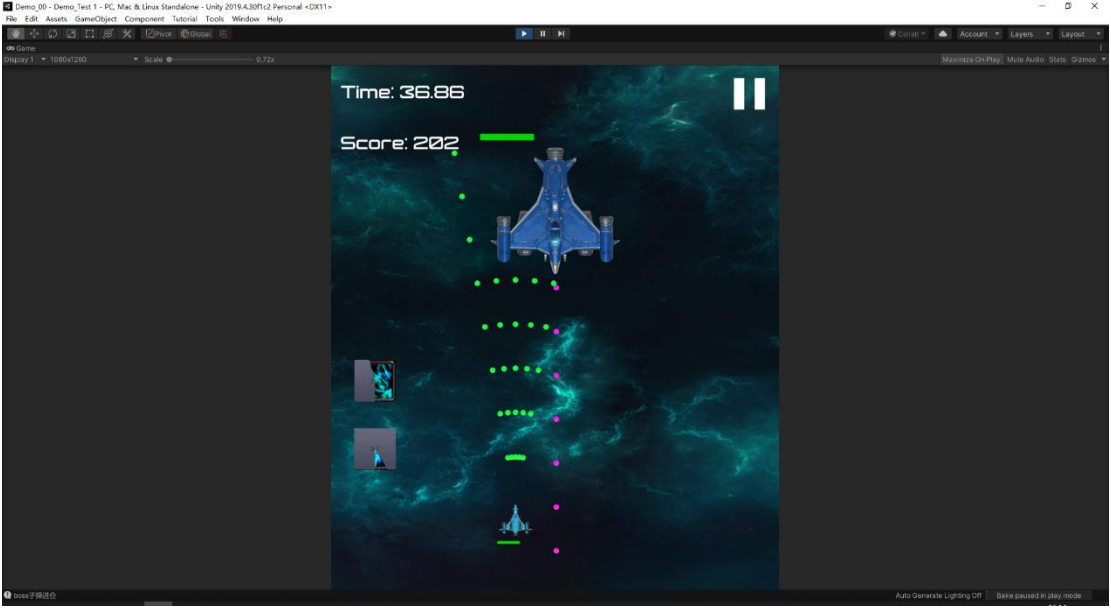 Demo_00 - Demo_Test 1 - PC, Mac & Linux Standalone - Unity 2019.4.30f1c2 Personal <DX11>
File Edit Assets GameObject Component Tutorial Tools Window Help
Pivot Global Collab Account Layers Layout
Game
Display 1 1080x1260 Scale 0.72x Maximize On Play Mute Audio Stats Gizmos
Time: 36.86
Score: 202
boss子弹进仓 Auto Generate Lighting Off Bake paused in play mode